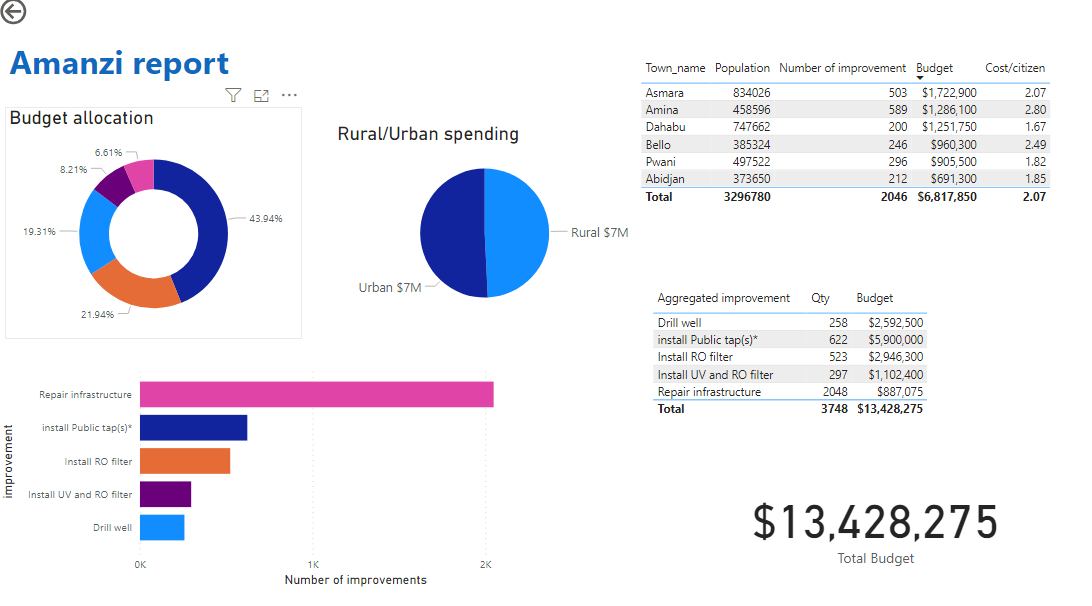 Amanzi report
Budget allocation
6.61%
8.21%
19.31%
43.94%
21.94%
Rural/Urban spending
Rural $7M
Urban $7M
Town_name Population Number of improvement Budget Cost/citizen
Asmara 834026 503 $1,722,900 2.07
Amina 458596 589 $1,286,100 2.80
Dahabu 747662 200 $1,251,750 1.67
Bello 385324 246 $960,300 2.49
Pwani 497522 296 $905,500 1.82
Abidjan 373650 212 $691,300 1.85
Total 3296780 2046 $6,817,850 2.07
Aggregated improvement Qty Budget
Drill well 258 $2,592,500
install Public tap(s)* 622 $5,900,000
Install RO filter 523 $2,946,300
Install UV and RO filter 297 $1,102,400
Repair infrastructure 2048 $887,075
Total 3748 $13,428,275
improvement
Repair infrastructure
install Public tap(s)*
Install RO filter
Install UV and RO filter
Drill well
0K 1K 2K
Number of improvements
$13,428,275
Total Budget